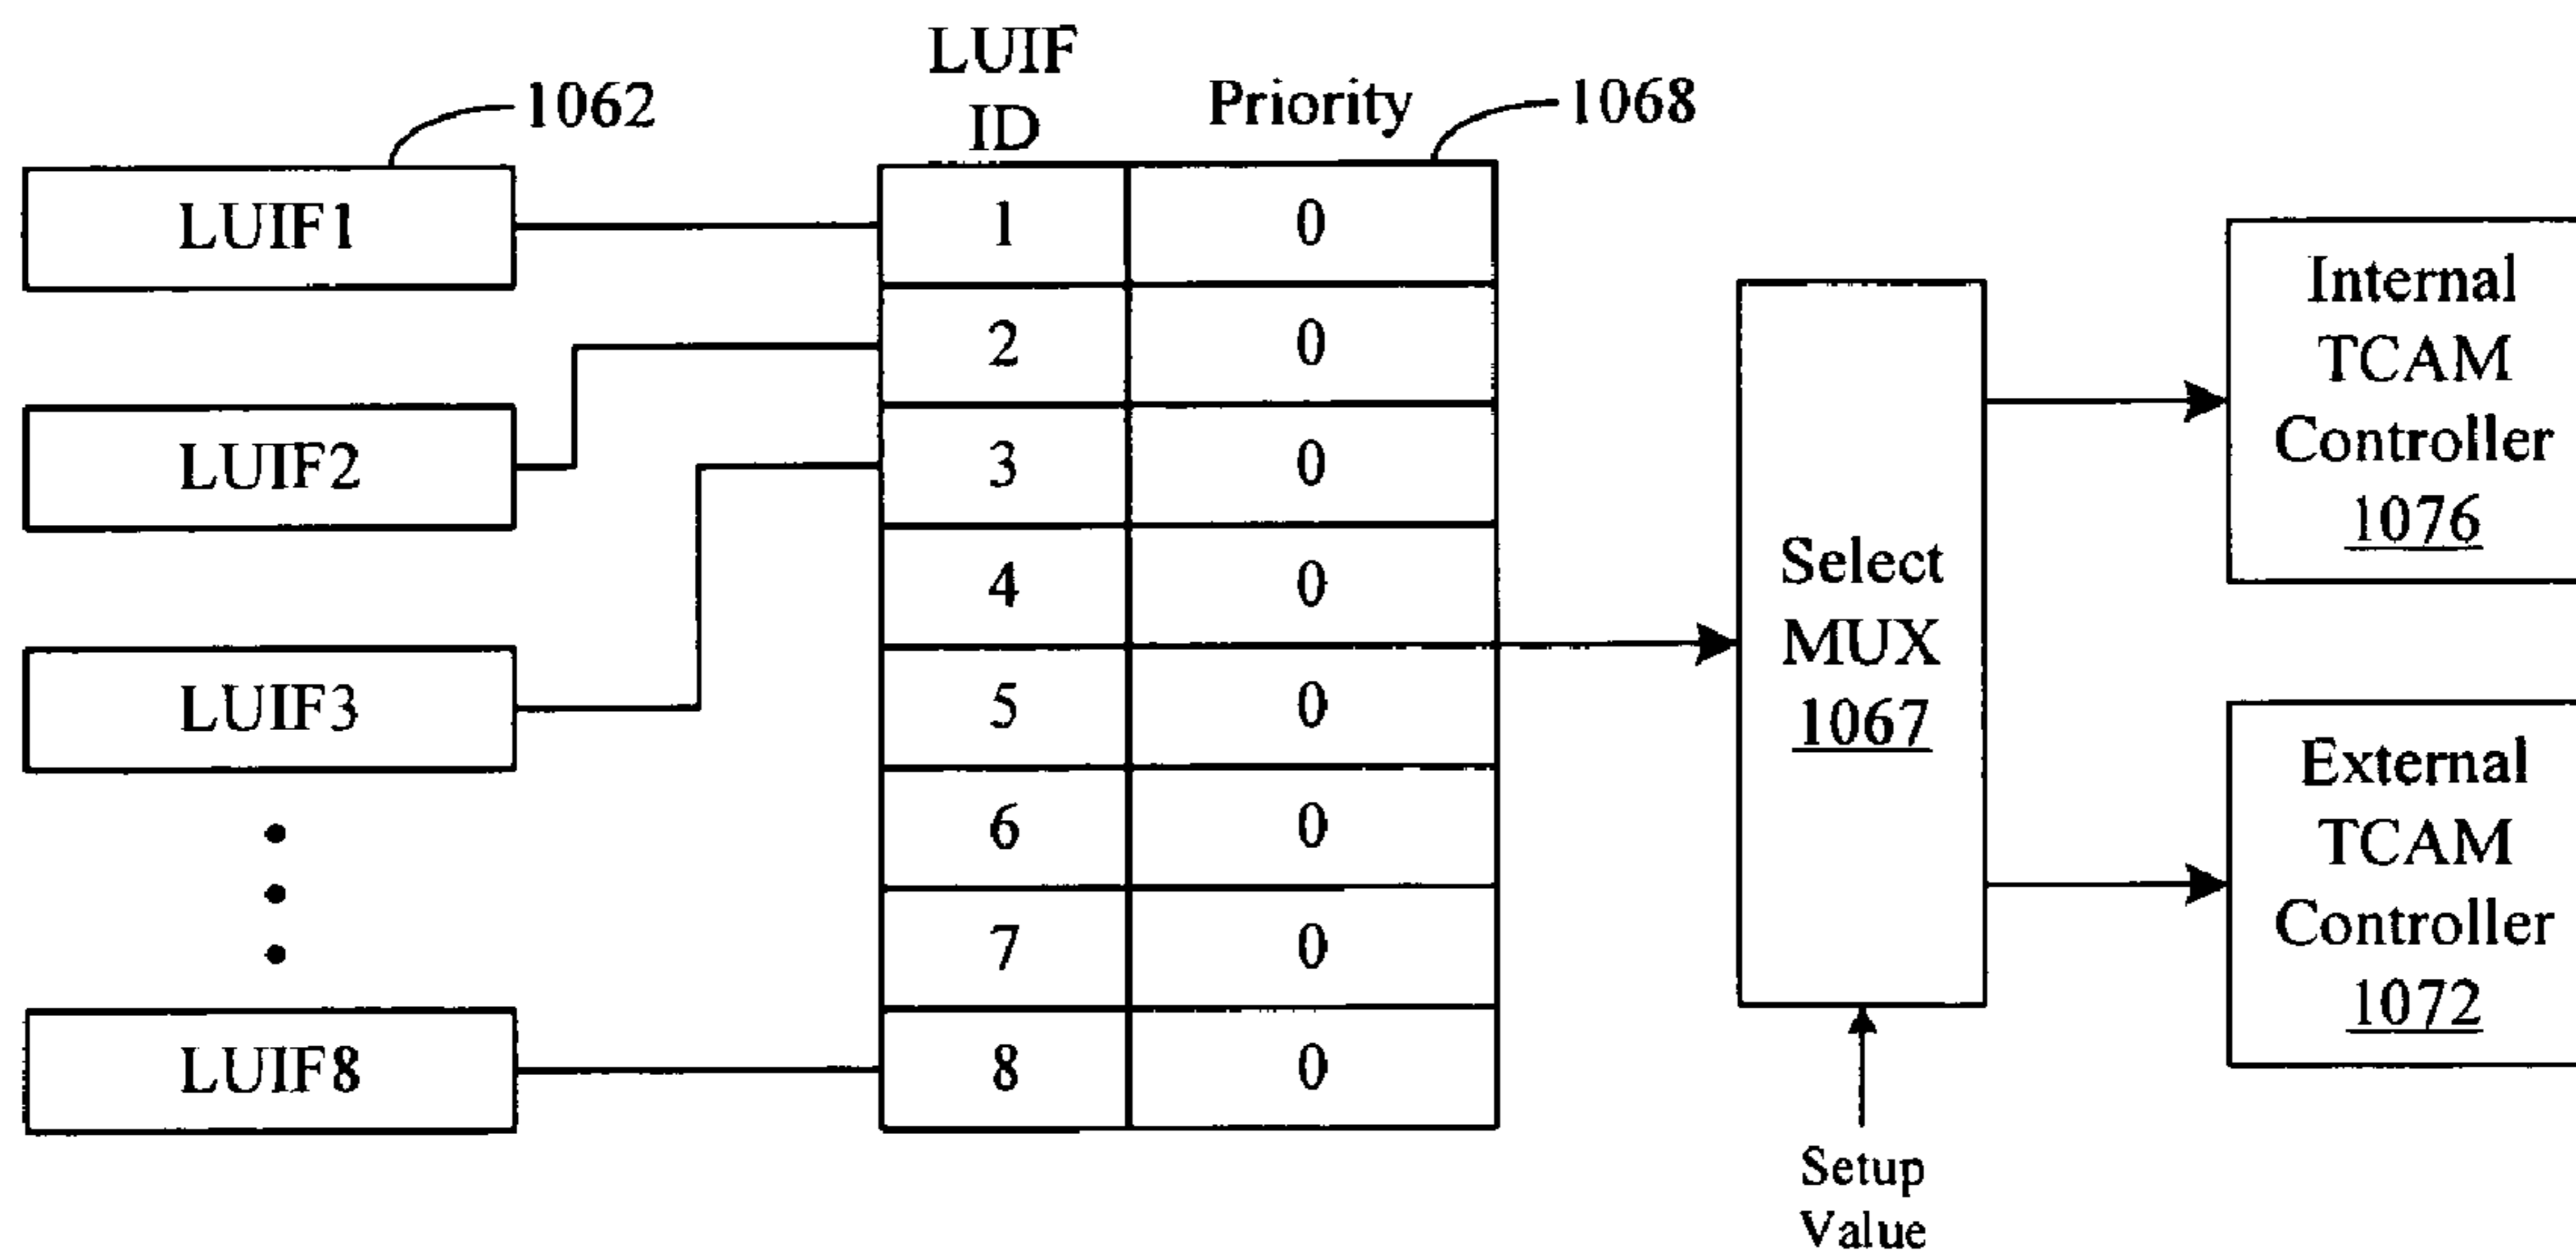 1062
LUIF1
LUIF2
LUIF3
LUIF8
LUIF
ID
Priority
1068
1 0
2 0
3 0
4 0
5 0
6 0
7 0
8 0
Select
MUX
1067
Setup
Value
Internal
TCAM
Controller
1076
External
TCAM
Controller
1072